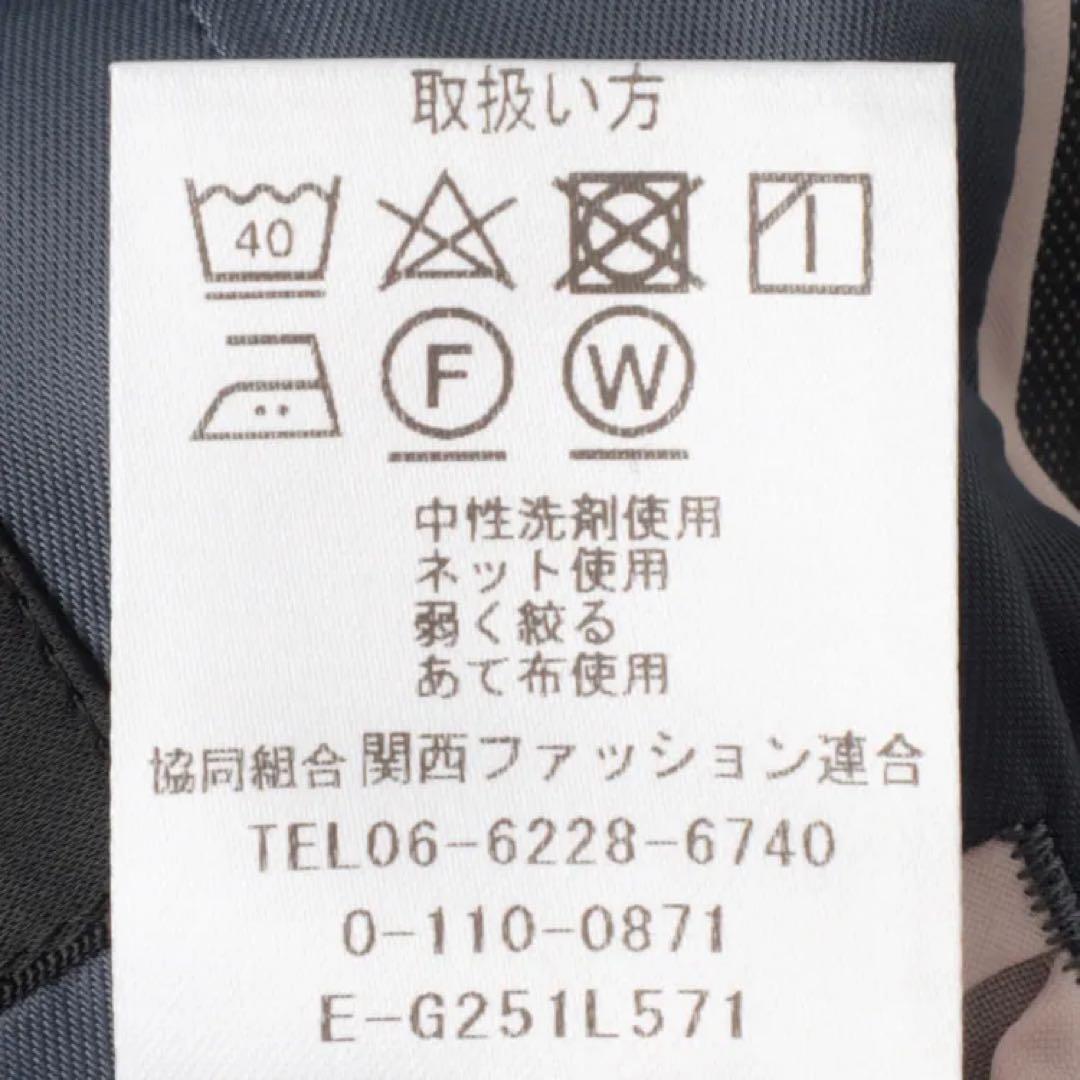 取扱い方
40
F W
中性洗剤使用
ネット使用
弱く絞る
あて布使用
協同組合関西ファッション連合
TEL06-6228-6740
0-110-0871
E-G251L571